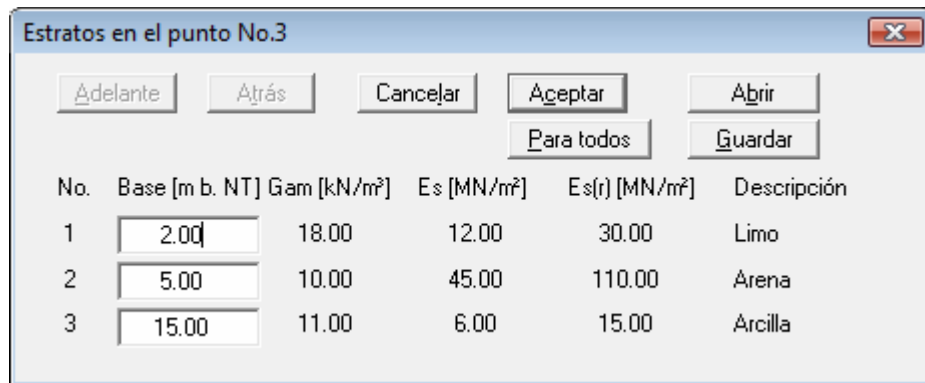 Estratos en el punto No.3
Adelante Atrás Cancelar Aceptar Abrir
Para todos Guardar
No. Base [m b. NT] Gam [kN/m³] Es [MN/m²] Es(r) [MN/m²] Descripción
1 2.00 18.00 12.00 30.00 Limo
2 5.00 10.00 45.00 110.00 Arena
3 15.00 11.00 6.00 15.00 Arcilla